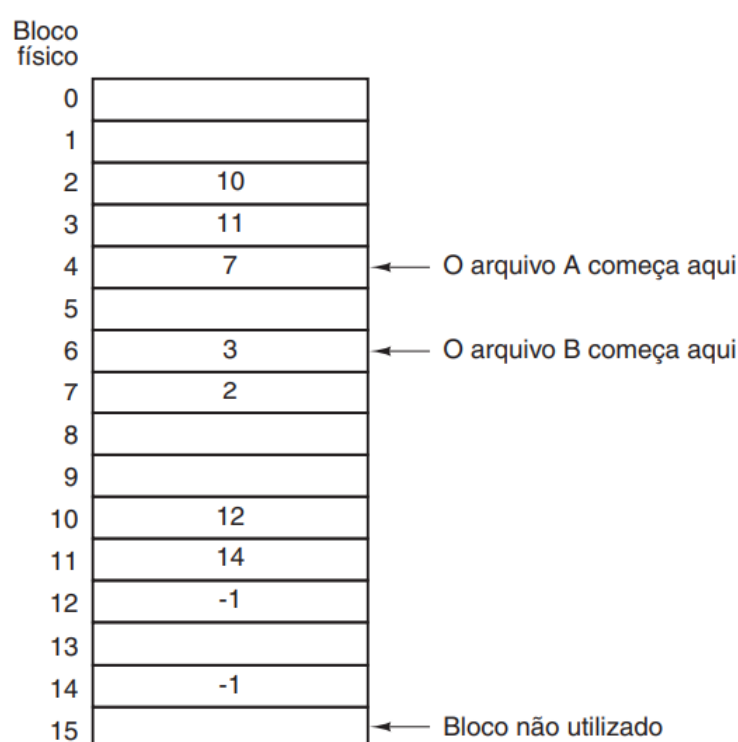 Bloco
físico
0
1
2 10
3 11
4 7 O arquivo A começa aqui
5
6 3 O arquivo B começa aqui
7 2
8
9
10 12
11 14
12 -1
13
14 -1
15 Bloco não utilizado